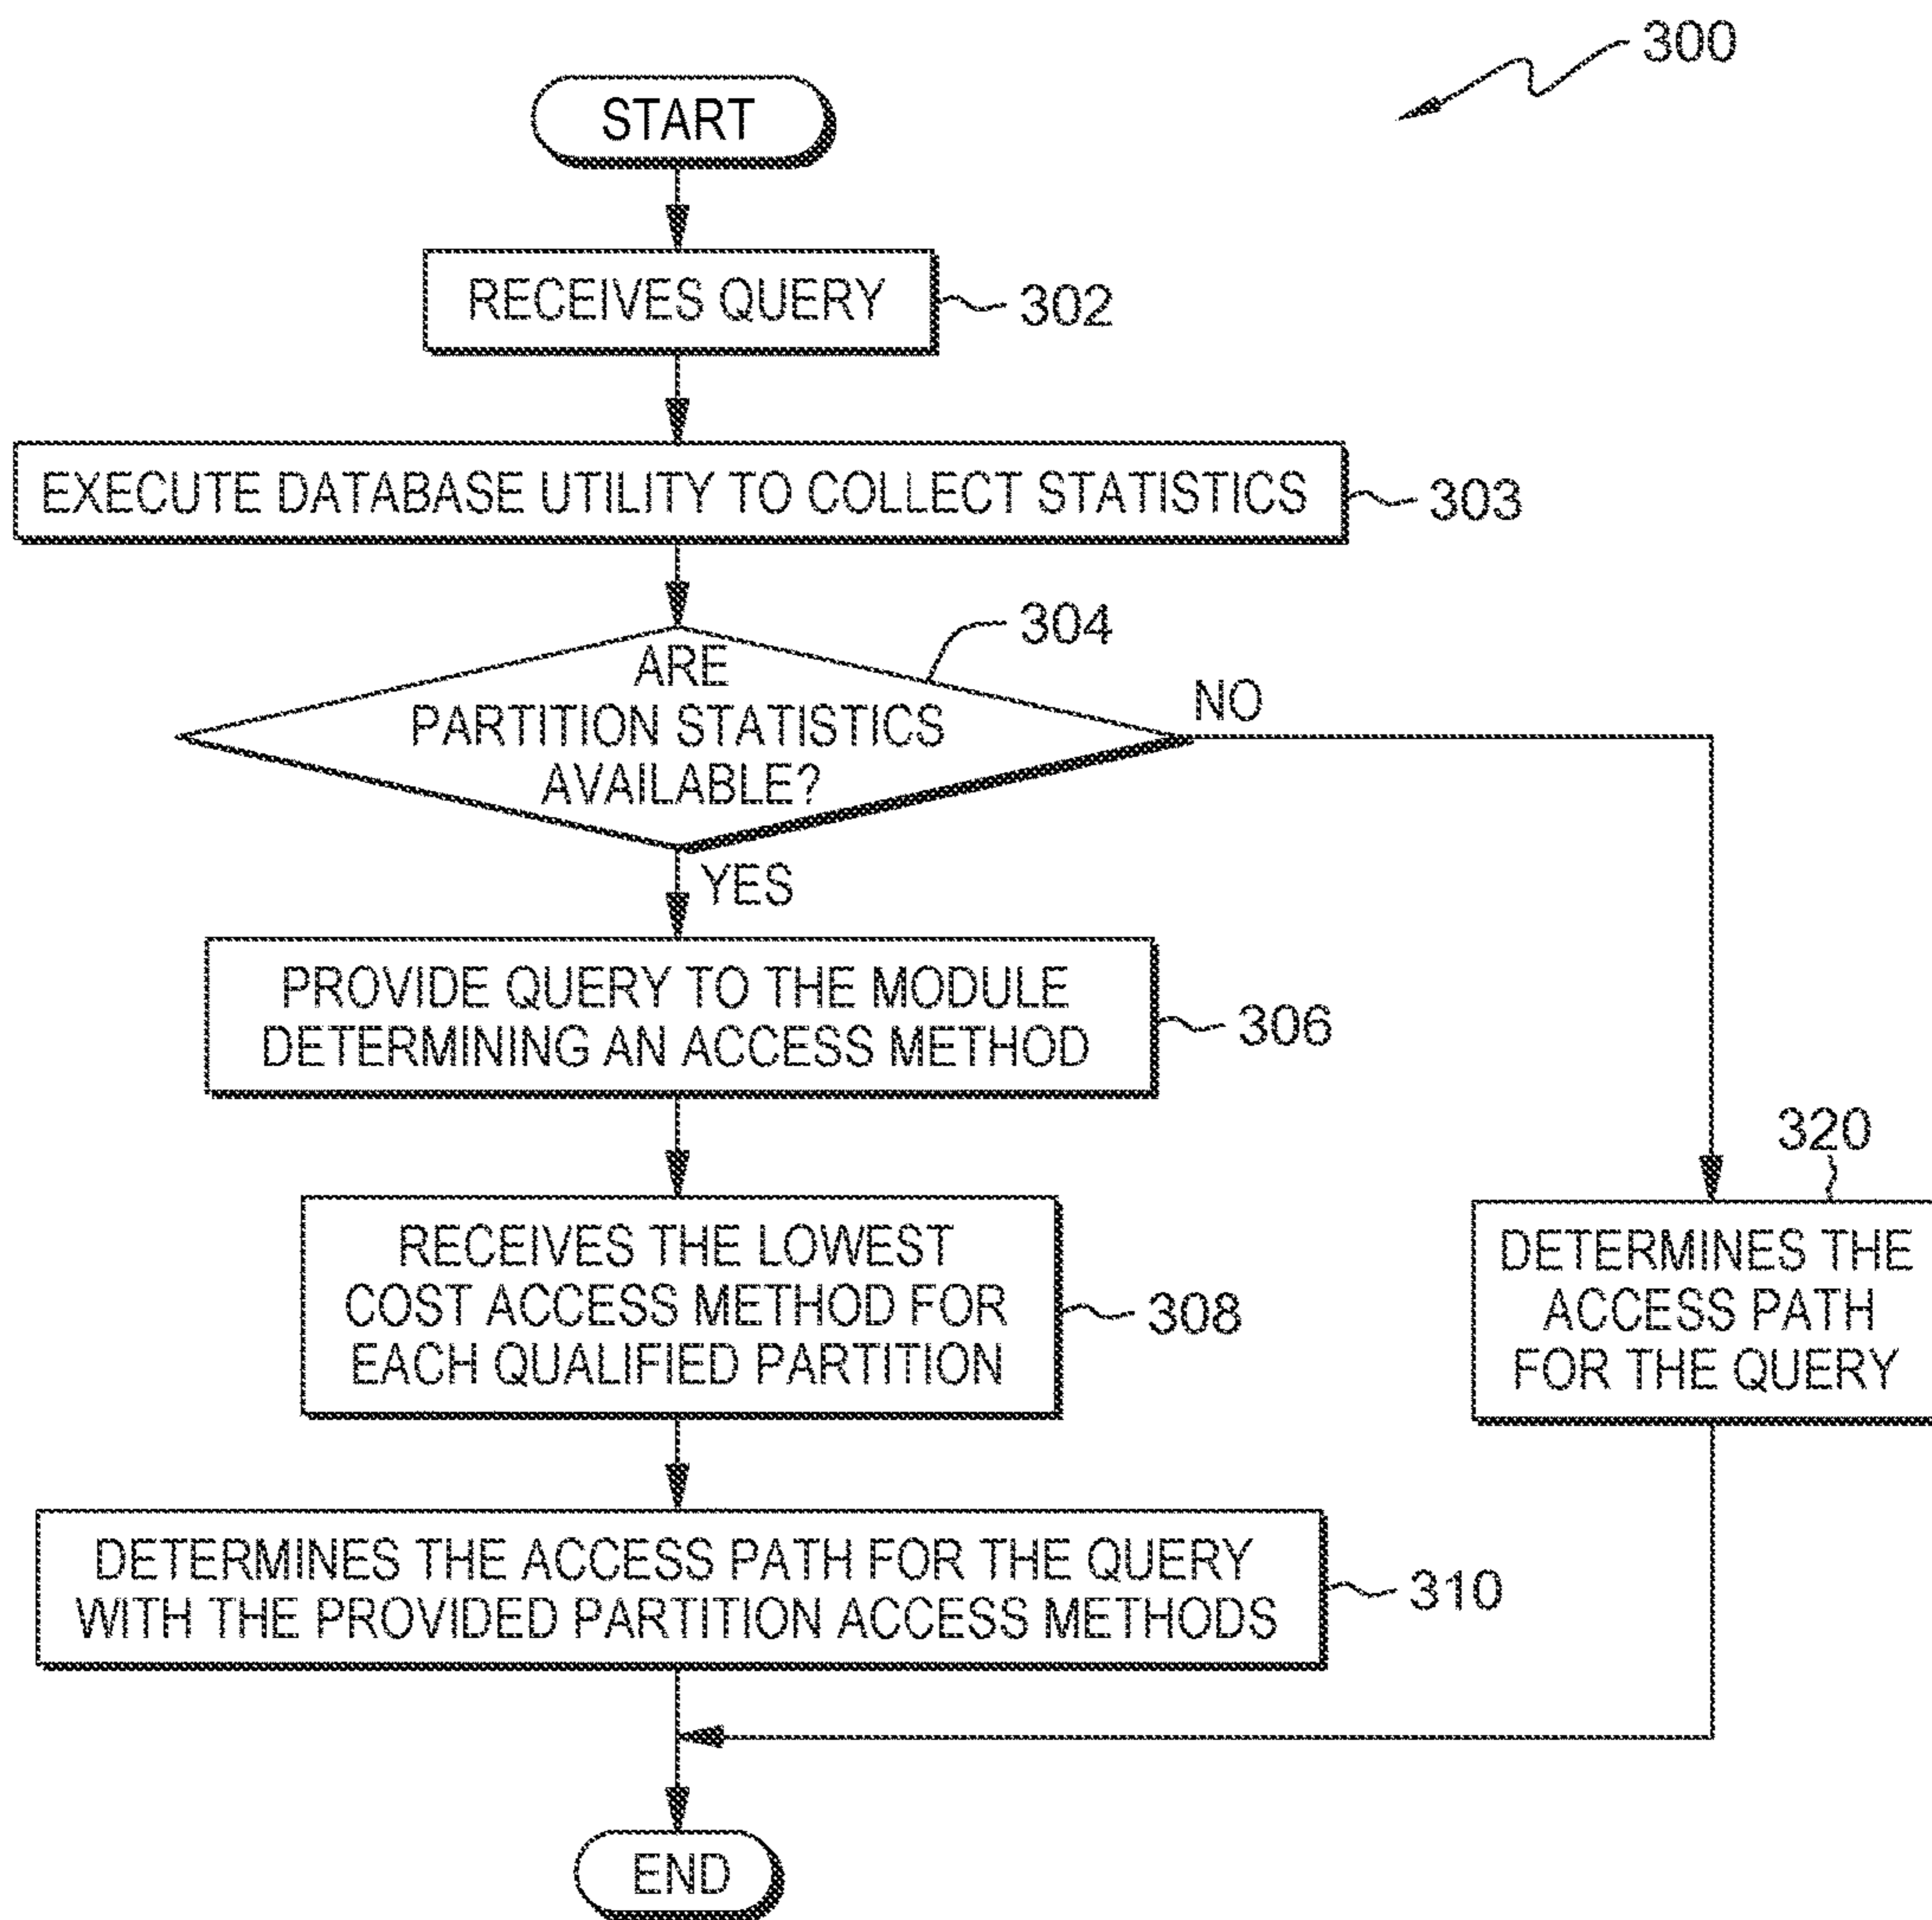 300
START
RECEIVES QUERY
302
EXECUTE DATABASE UTILITY TO COLLECT STATISTICS
303
304
ARE
PARTITION STATISTICS
AVAILABLE?
NO
YES
PROVIDE QUERY TO THE MODULE
DETERMINING AN ACCESS METHOD
306
RECEIVES THE LOWEST
COST ACCESS METHOD FOR
EACH QUALIFIED PARTITION
308
320
DETERMINES THE
ACCESS PATH
FOR THE QUERY
DETERMINES THE ACCESS PATH FOR THE QUERY
WITH THE PROVIDED PARTITION ACCESS METHODS
310
END